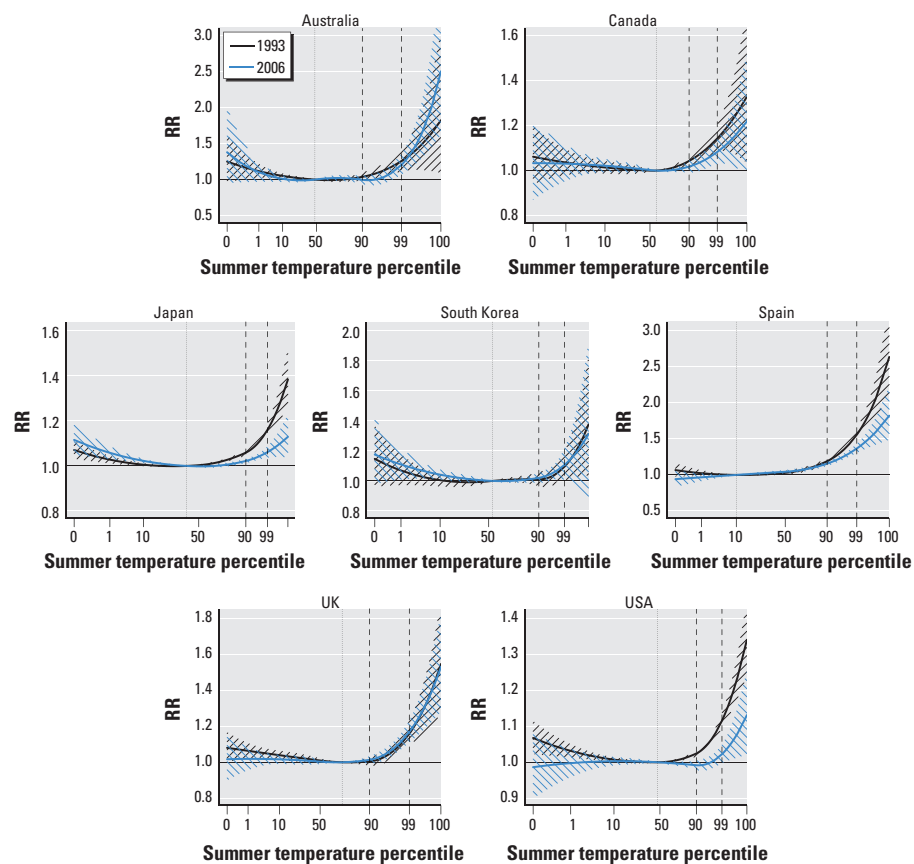 Australia
3.0
2.5
2.0
1.5
1.0
0.5
RR
1993
2006
0 1 10 50 90 99 100
Summer temperature percentile
Canada
1.6
1.4
1.2
1.0
0.8
RR
0 1 10 50 90 99 100
Summer temperature percentile
Japan
1.6
1.4
1.2
1.0
0.8
RR
0 1 10 50 90 99
Summer temperature percentile
South Korea
2.0
1.8
1.6
1.4
1.2
1.0
0.8
RR
0 1 10 50 90 99
Summer temperature percentile
Spain
3.0
2.5
2.0
1.5
1.0
0.5
RR
0 1 10 50 90 99 100
Summer temperature percentile
UK
1.8
1.6
1.4
1.2
1.0
0.8
RR
0 1 10 50 90 99 100
Summer temperature percentile
USA
1.4
1.3
1.2
1.1
1.0
0.9
RR
0 1 10 50 90 99 100
Summer temperature percentile